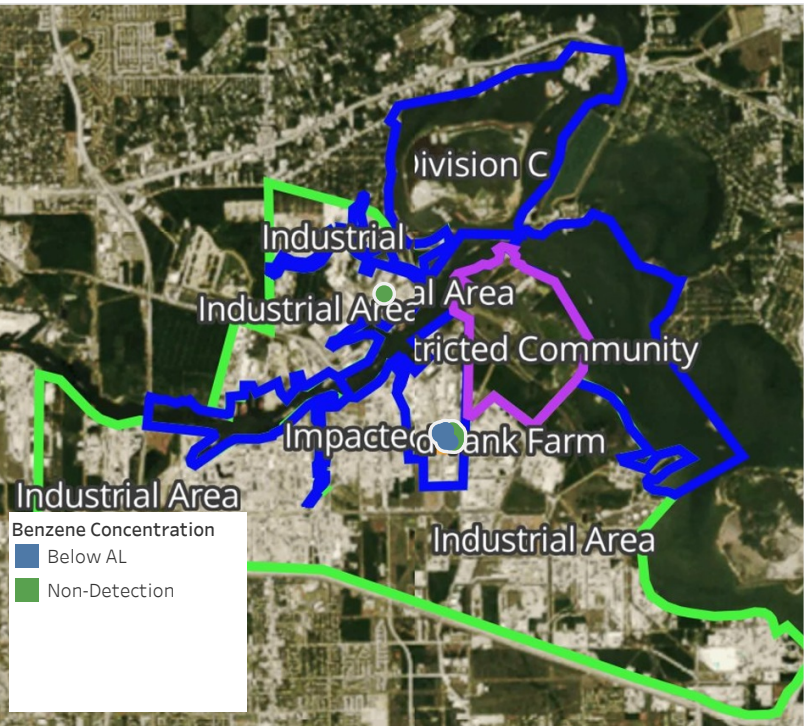 Division C
Industrial
Industrial Area
al Area
tricted Community
Impacted Tank Farm
Industrial Area
Industrial Area
Benzene Concentration
Below AL
Non-Detection